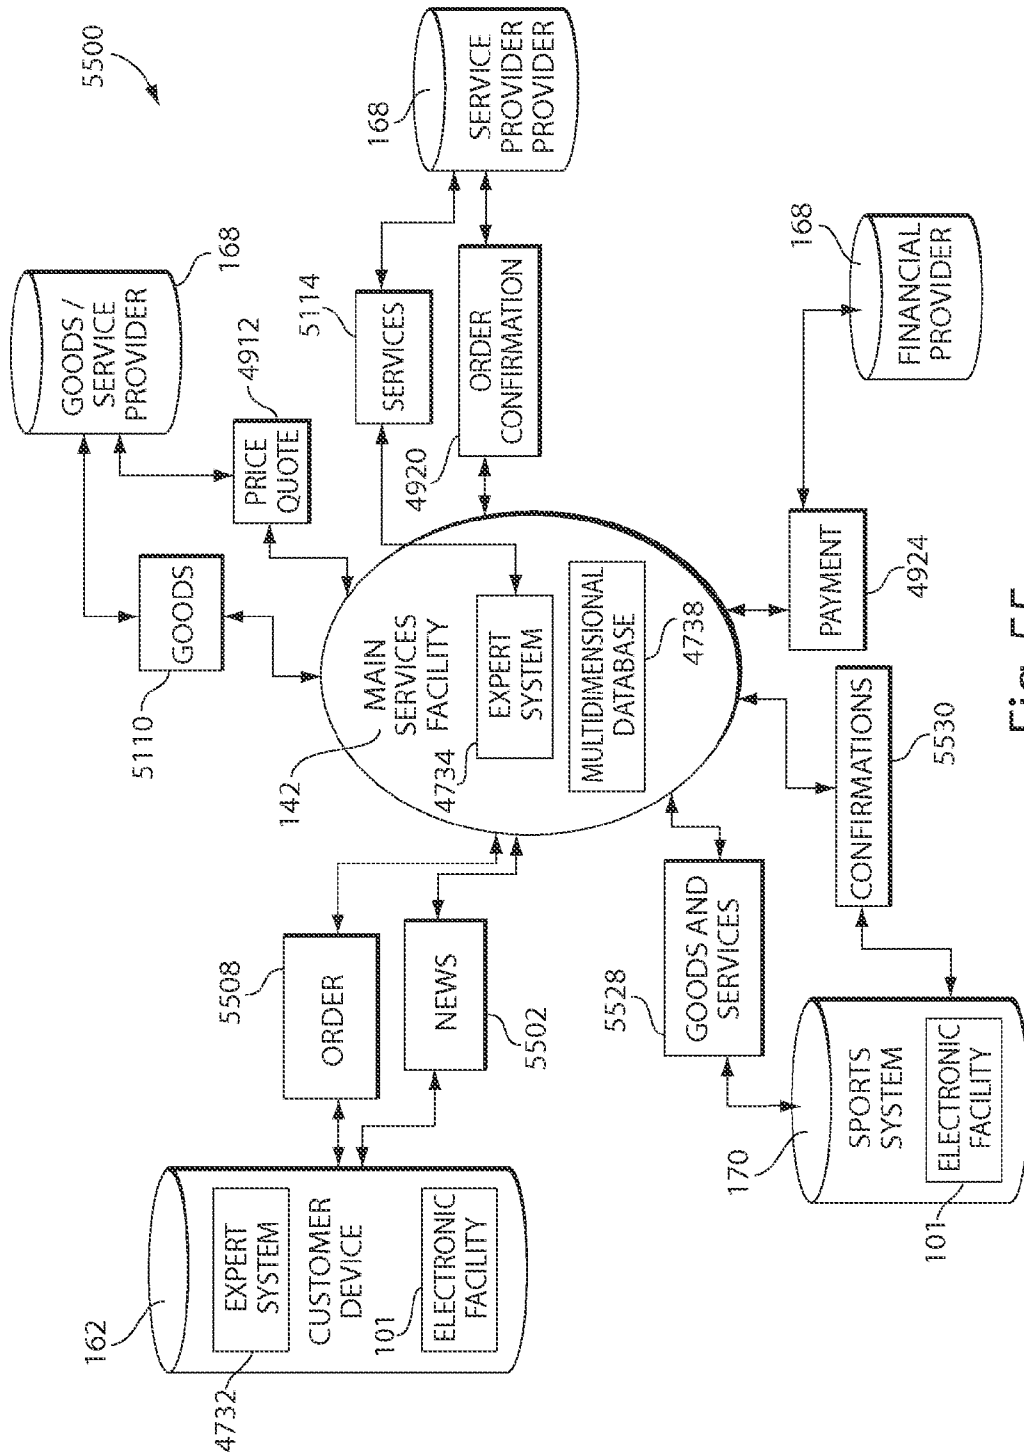 5500
162
EXPERT
SYSTEM
4732
CUSTOMER
DEVICE
101
ELECTRONIC
FACILITY
5508
ORDER
NEWS
5502
5110
GOODS
GOODS /
SERVICE
PROVIDER
168
4912
PRICE
QUOTE
142
MAIN
SERVICES
FACILITY
4734
EXPERT
SYSTEM
MULTIDIMENSIONAL
DATABASE
4738
5114
SERVICES
4920
ORDER
CONFIRMATION
168
SERVICE
PROVIDER
PROVIDER
5528
GOODS AND
SERVICES
170
SPORTS
SYSTEM
ELECTRONIC
FACILITY
101
CONFIRMATIONS
5530
PAYMENT
4924
168
FINANCIAL
PROVIDER